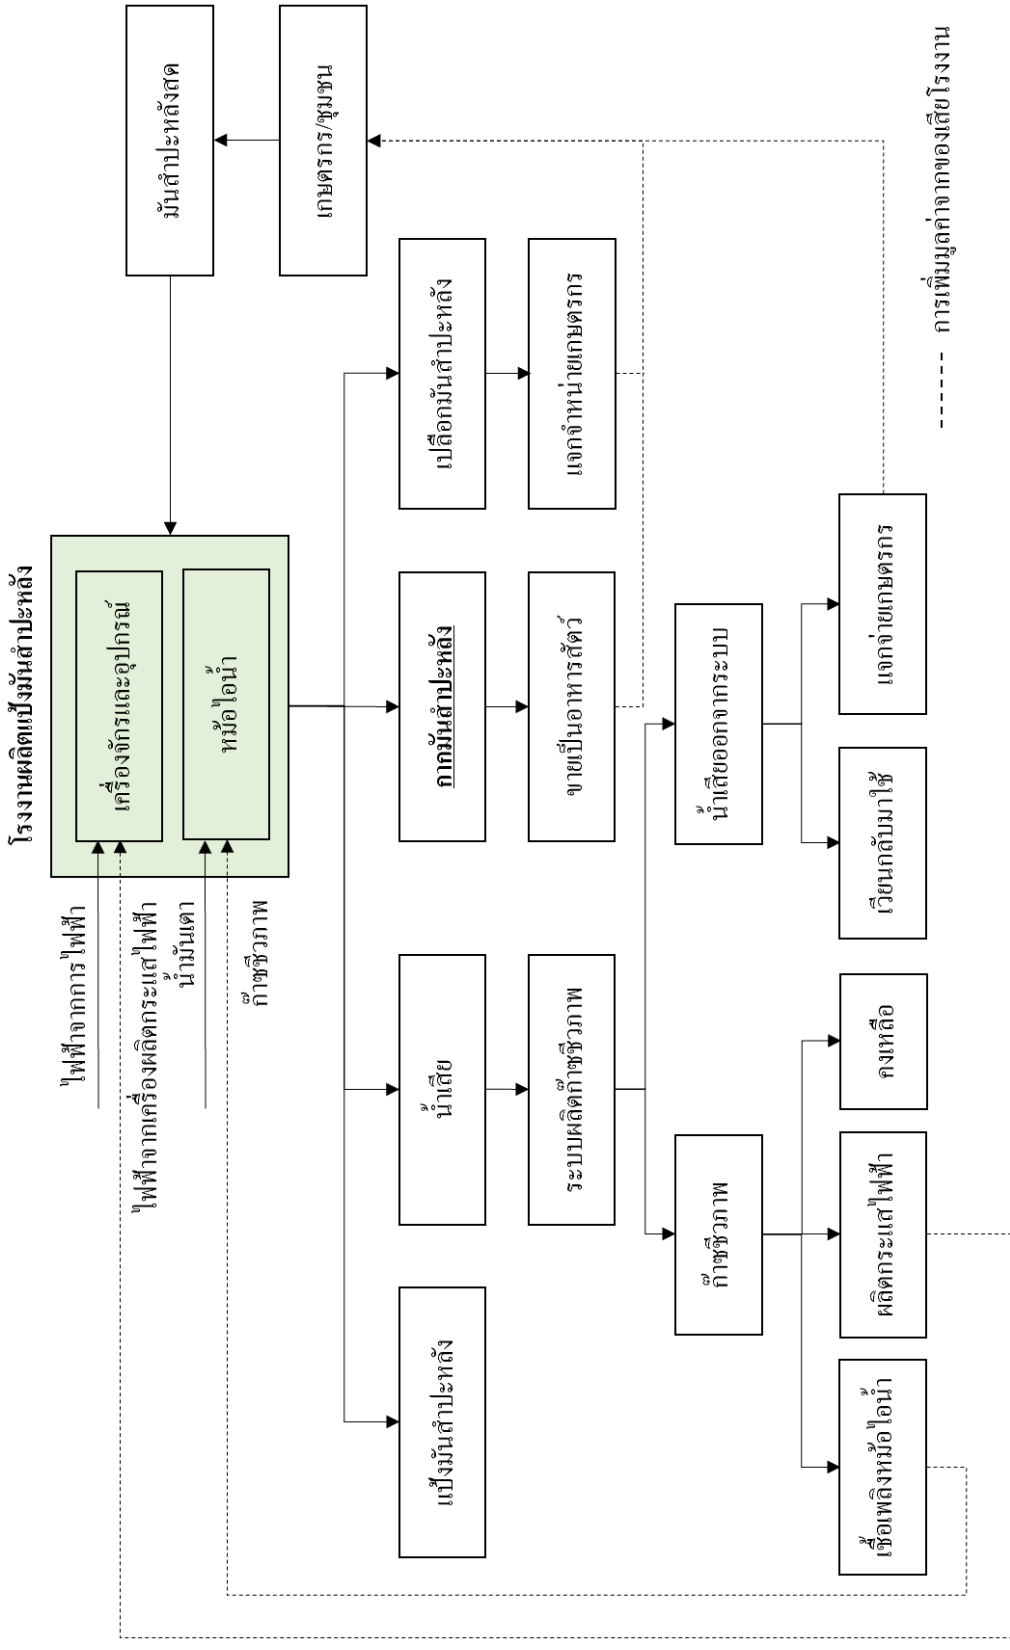 โรงงานผลิตแป้งมันสำปะหลัง
ไฟฟ้าจากการไฟฟ้า
ไฟฟ้าจากเครื่องผลิตกระแสไฟฟ้า
น้ำมันเตา
ก๊าซชีวภาพ
เครื่องจักรและอุปกรณ์
หม้อไอน้ำ
มันสำปะหลังสด
เกษตรกร/ชุมชน
แป้งมันสำปะหลัง
น้ำเสีย
กากมันสำปะหลัง
เปลือกมันสำปะหลัง
ระบบผลิตก๊าซชีวภาพ
ขายเป็นอาหารสัตว์
แจกจำหน่ายเกษตรกร
ก๊าซชีวภาพ
น้ำเสียออกจากระบบ
เชื้อเพลิงหม้อไอน้ำ
ผลิตกระแสไฟฟ้า
คงเหลือ
เวียนกลับมาใช้
แจกจ่ายเกษตรกร
การเพิ่มมูลค่าจากของเสียโรงงาน